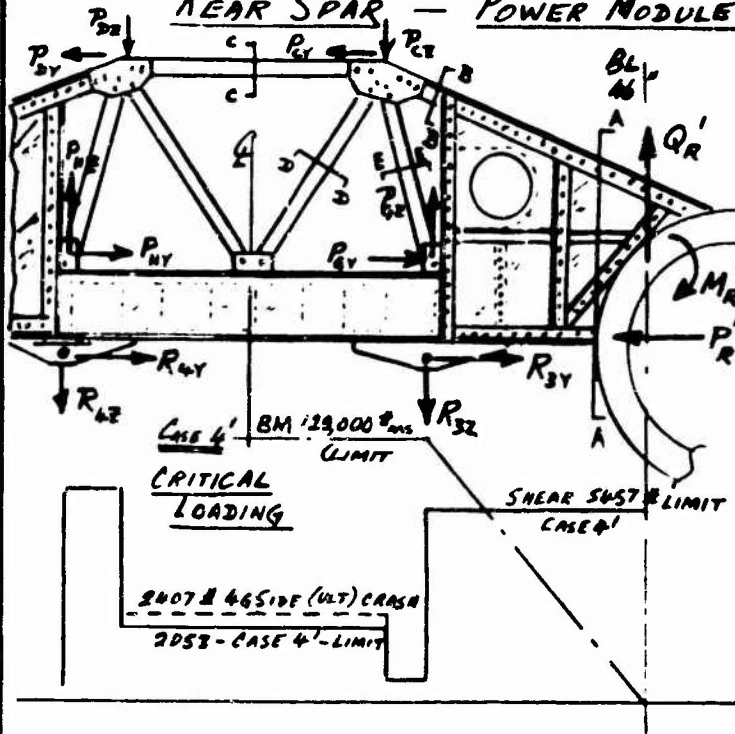 REAR SPAR — POWER MODULE
P_DZ
C
P_CY
P_CZ
P_DY
B
BL
46"
C
B
A
A
Q_R'
P_HZ
℄
D
E
E
D
P_GZ
P_HY
P_GY
M_R
P_R'
R_4Y
R_3Y
R_4Z
R_3Z
A
A
CASE 4'
BM 129,000 #INS
LIMIT
CRITICAL
LOADING
SHEAR 5457 # LIMIT
CASE 4'
2407 # 4G SIDE (ULT) CRASH
2058 - CASE 4' - LIMIT